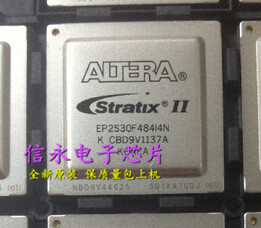 ALTERA®
Stratix® II
EP2S30F484I4N
K CBD9V1137A
信永电子芯片
全新原装 保质量包上机